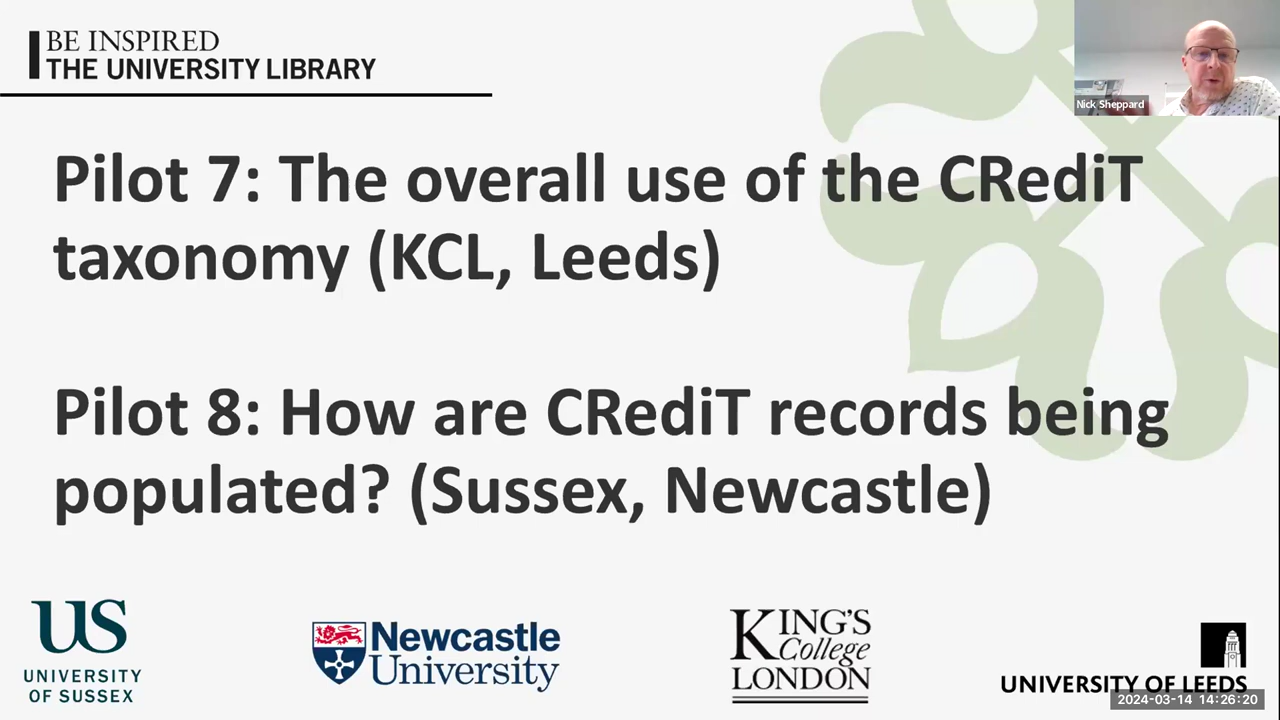 BE INSPIRED
THE UNIVERSITY LIBRARY
Nick Sheppard
Pilot 7: The overall use of the CRediT
taxonomy (KCL, Leeds)
Pilot 8: How are CRediT records being
populated? (Sussex, Newcastle)
US
UNIVERSITY
OF SUSSEX
Newcastle
University
KING'S
College
LONDON
UNIVERSITY OF LEEDS
2024-03-14 14:26:20